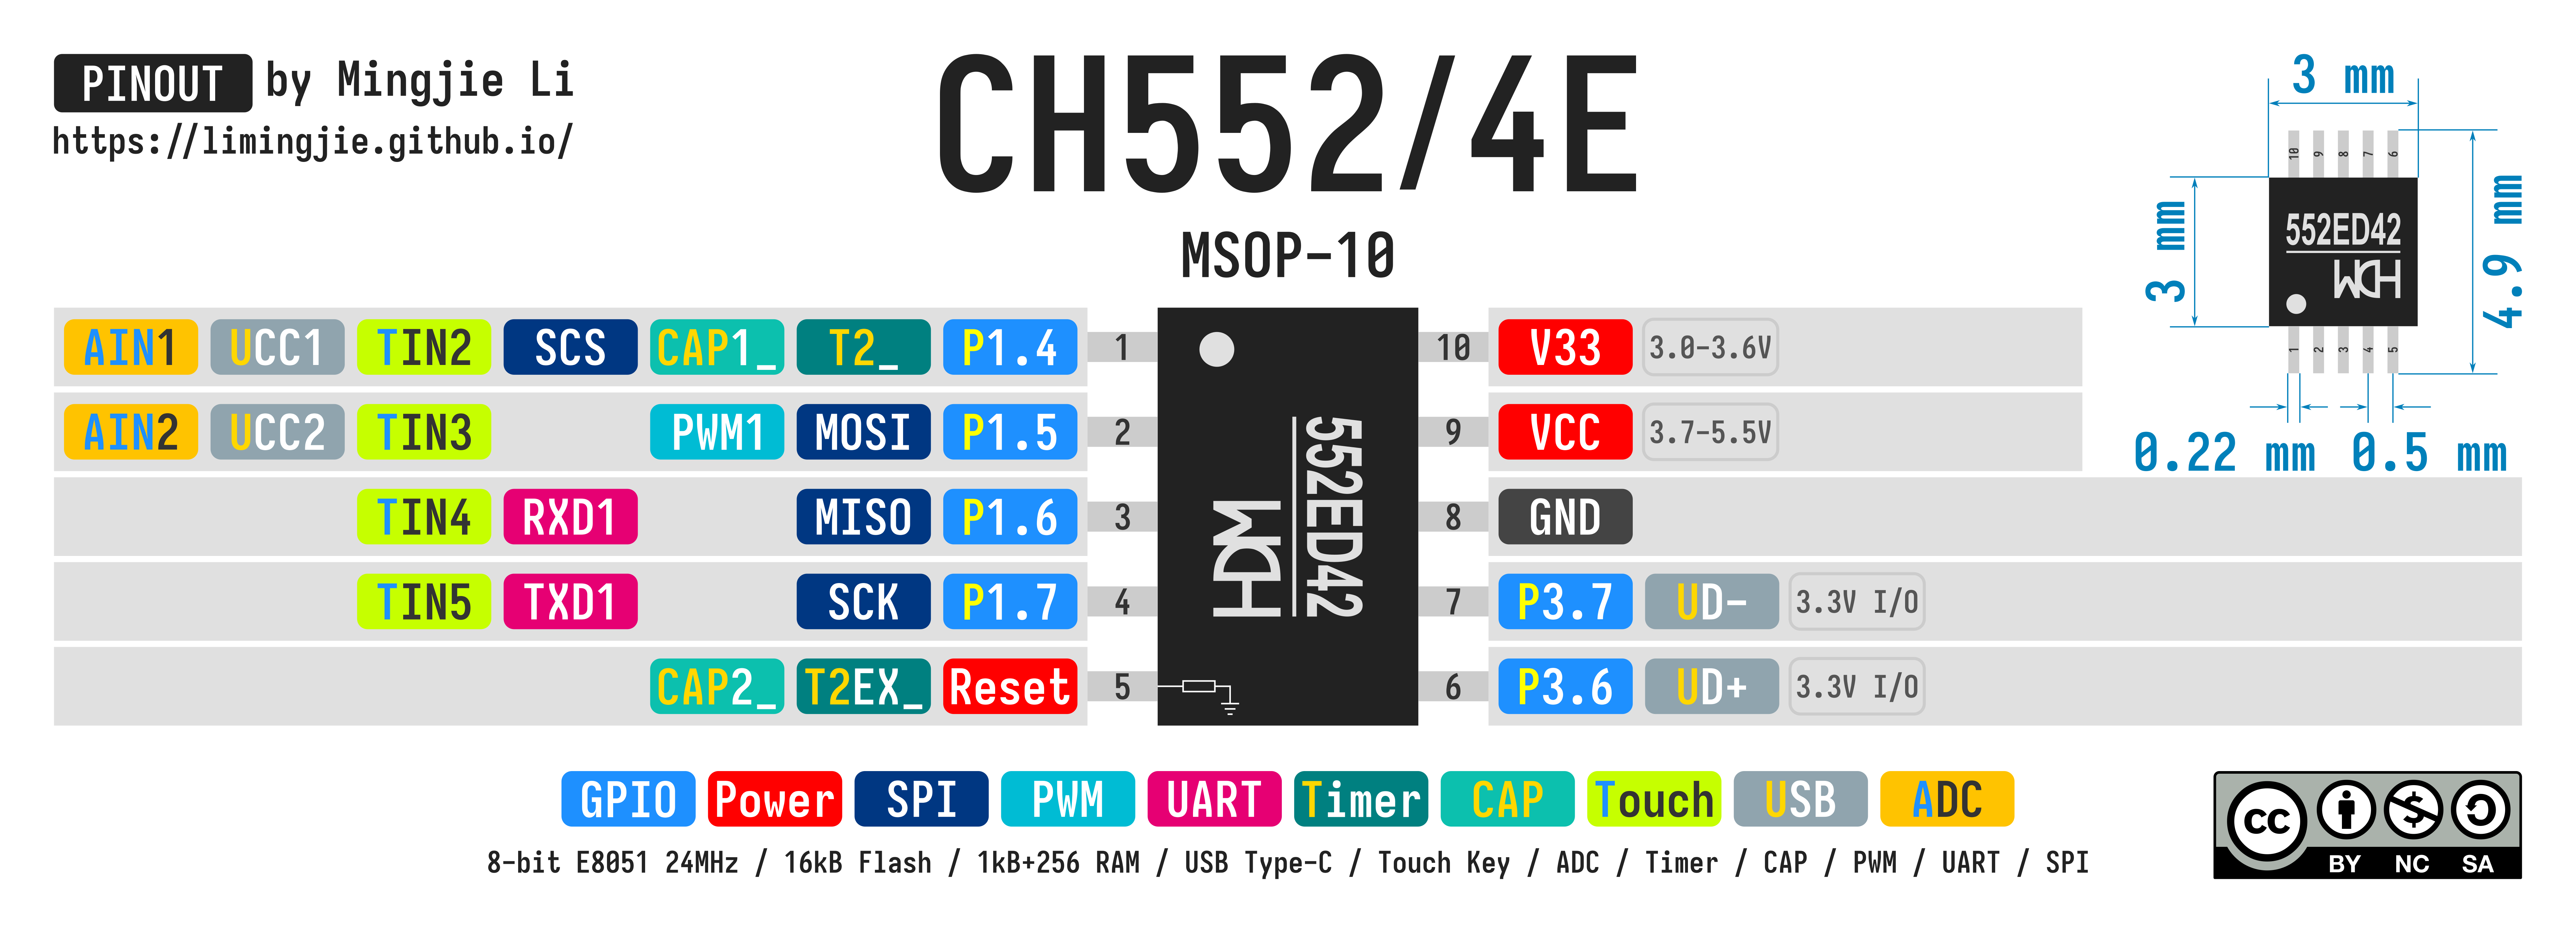 PINOUT by Mingjie Li
https://limingjie.github.io/
CH552/4E
MSOP-10
AIN1 UCC1 TIN2 SCS CAP1_ T2_ P1.4 1 10 V33 3.0-3.6V
AIN2 UCC2 TIN3 PWM1 MOSI P1.5 2 9 VCC 3.7-5.5V
TIN4 RXD1 MISO P1.6 3 8 GND
TIN5 TXD1 SCK P1.7 4 7 P3.7 UD- 3.3V I/O
CAP2_ T2EX_ Reset 5 6 P3.6 UD+ 3.3V I/O
552ED42
HDM
3 mm
10 9 8 7 6
3 mm
552ED42
HDM
4.9 mm
1 2 3 4 5
0.22 mm 0.5 mm
GPIO Power SPI PWM UART Timer CAP Touch USB ADC
8-bit E8051 24MHz / 16kB Flash / 1kB+256 RAM / USB Type-C / Touch Key / ADC / Timer / CAP / PWM / UART / SPI
cc
BY NC SA